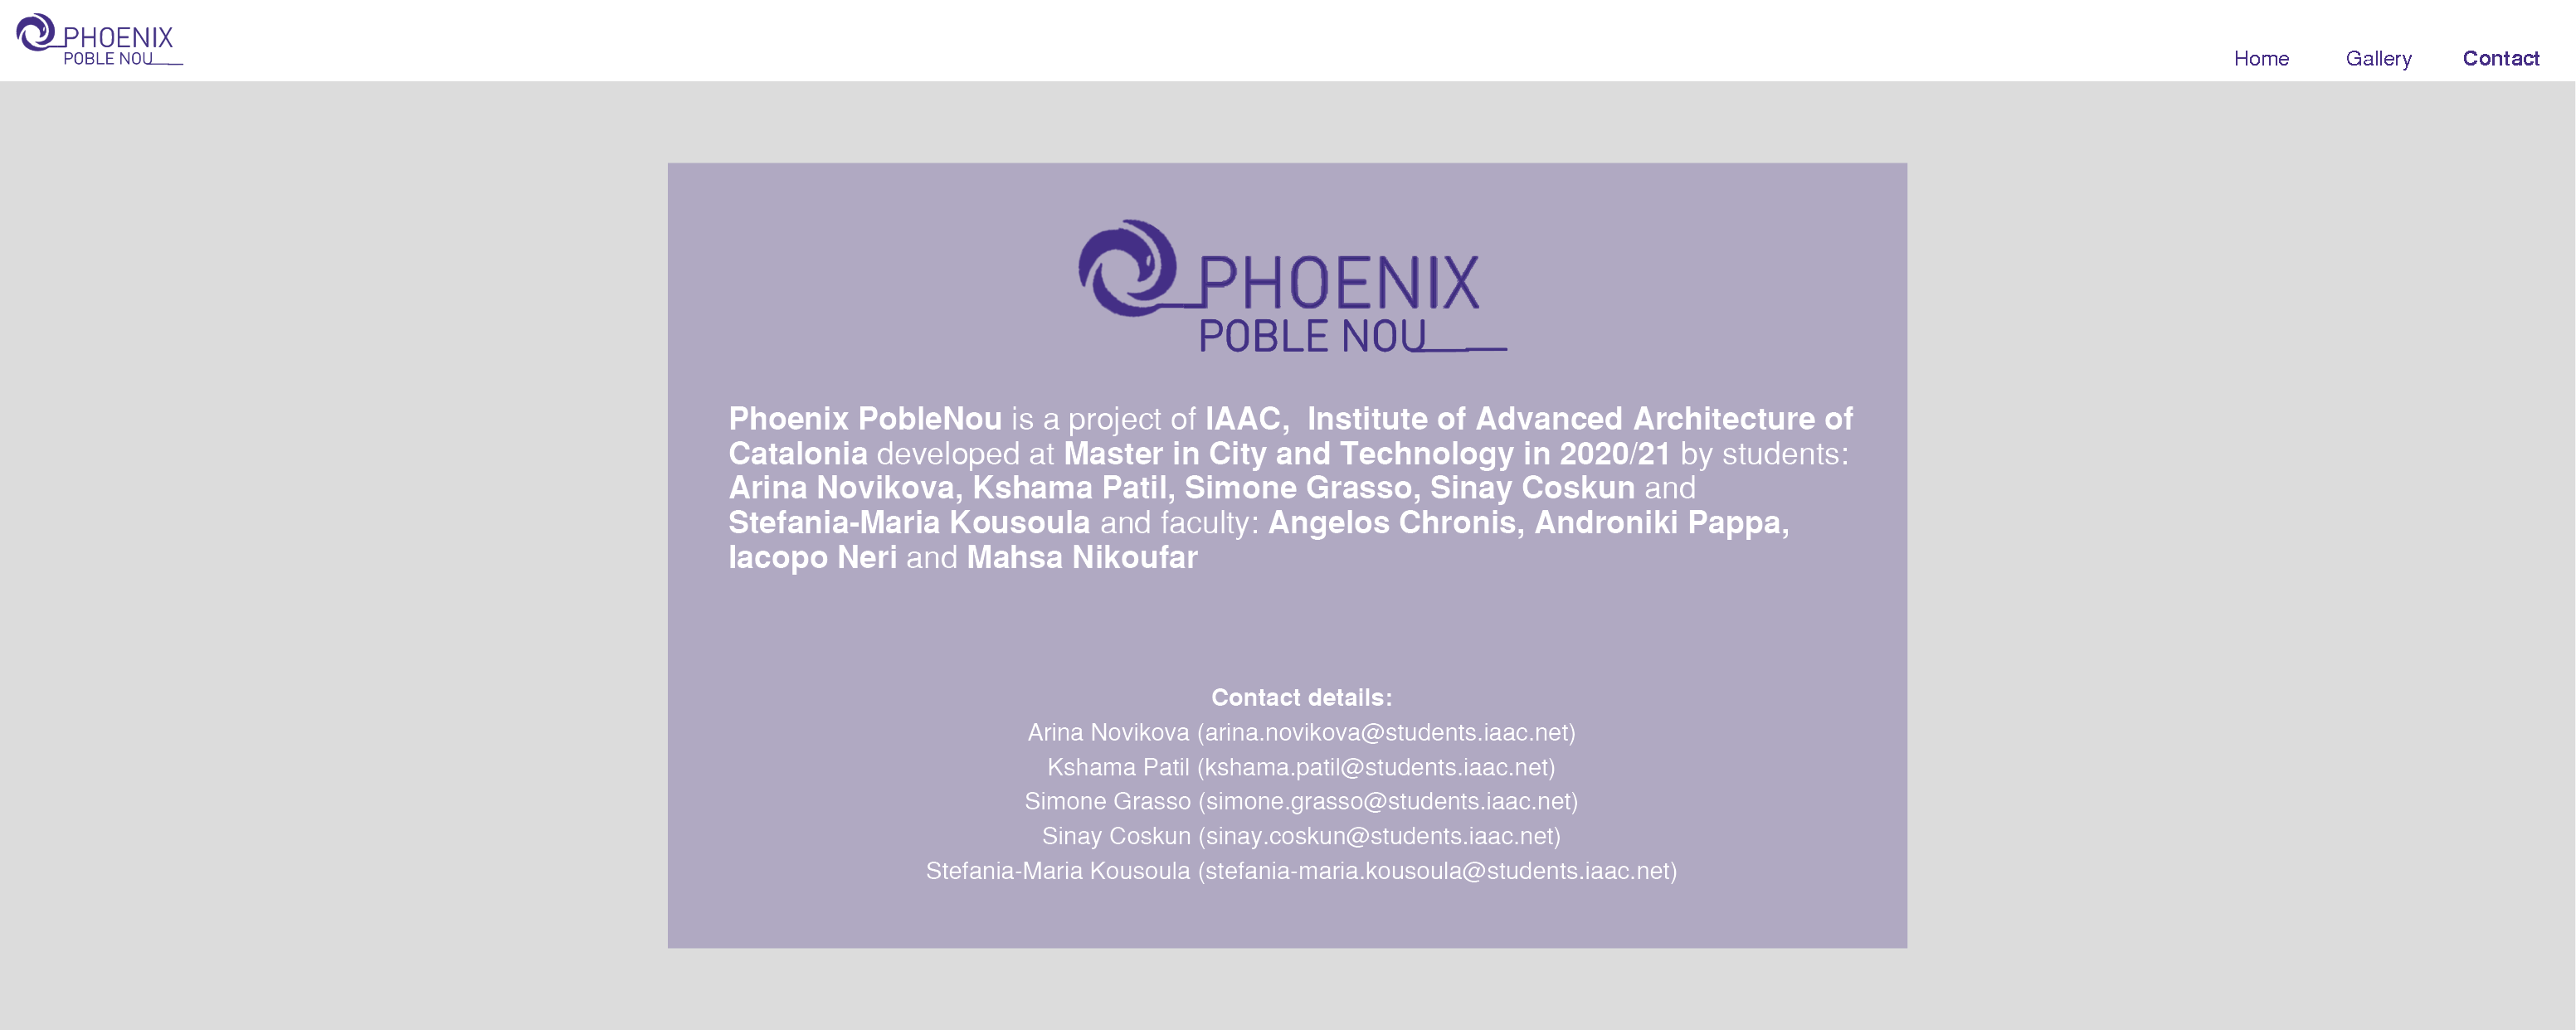 PHOENIX
POBLE NOU
Home Gallery Contact
PHOENIX
POBLE NOU
Phoenix PobleNou is a project of IAAC, Institute of Advanced Architecture of
Catalonia developed at Master in City and Technology in 2020/21 by students:
Arina Novikova, Kshama Patil, Simone Grasso, Sinay Coskun and
Stefania-Maria Kousoula and faculty: Angelos Chronis, Androniki Pappa,
Iacopo Neri and Mahsa Nikoufar
Contact details:
Arina Novikova (arina.novikova@students.iaac.net)
Kshama Patil (kshama.patil@students.iaac.net)
Simone Grasso (simone.grasso@students.iaac.net)
Sinay Coskun (sinay.coskun@students.iaac.net)
Stefania-Maria Kousoula (stefania-maria.kousoula@students.iaac.net)